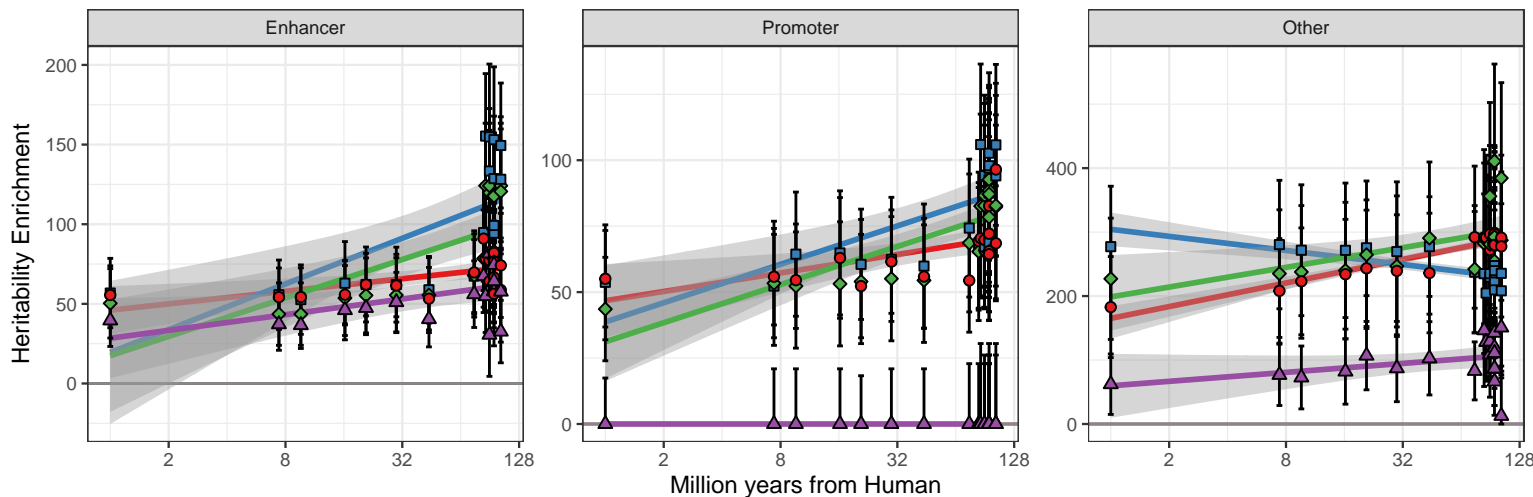 Enhancer
Promoter
Other
Heritability Enrichment
200
150
100
50
0
100
50
0
400
200
0
2 8 32 128
2 8 32 128
2 8 32 128
Million years from Human